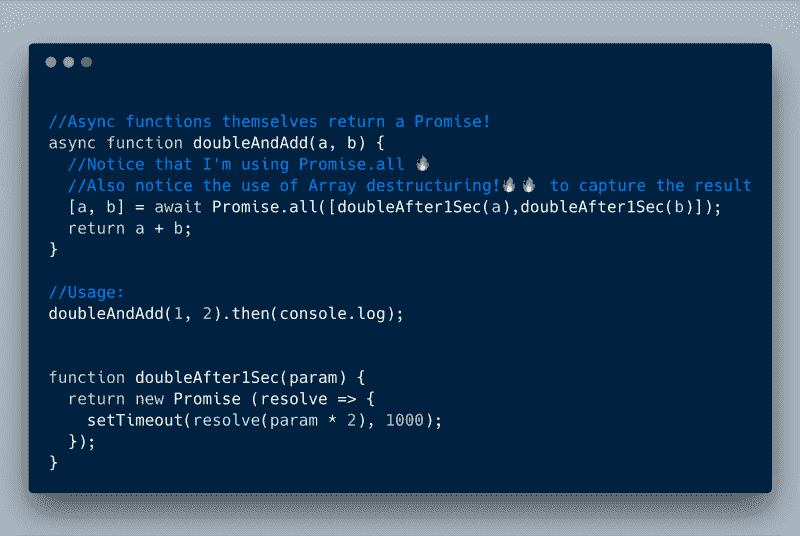 //Async functions themselves return a Promise!
async function doubleAndAdd(a, b) {
//Notice that I'm using Promise.all 🔥
//Also notice the use of Array destructuring!🔥🔥 to capture the result
[a, b] = await Promise.all([doubleAfter1Sec(a),doubleAfter1Sec(b)]);
return a + b;
}
//Usage:
doubleAndAdd(1, 2).then(console.log);
function doubleAfter1Sec(param) {
return new Promise (resolve => {
setTimeout(resolve(param * 2), 1000);
});
}